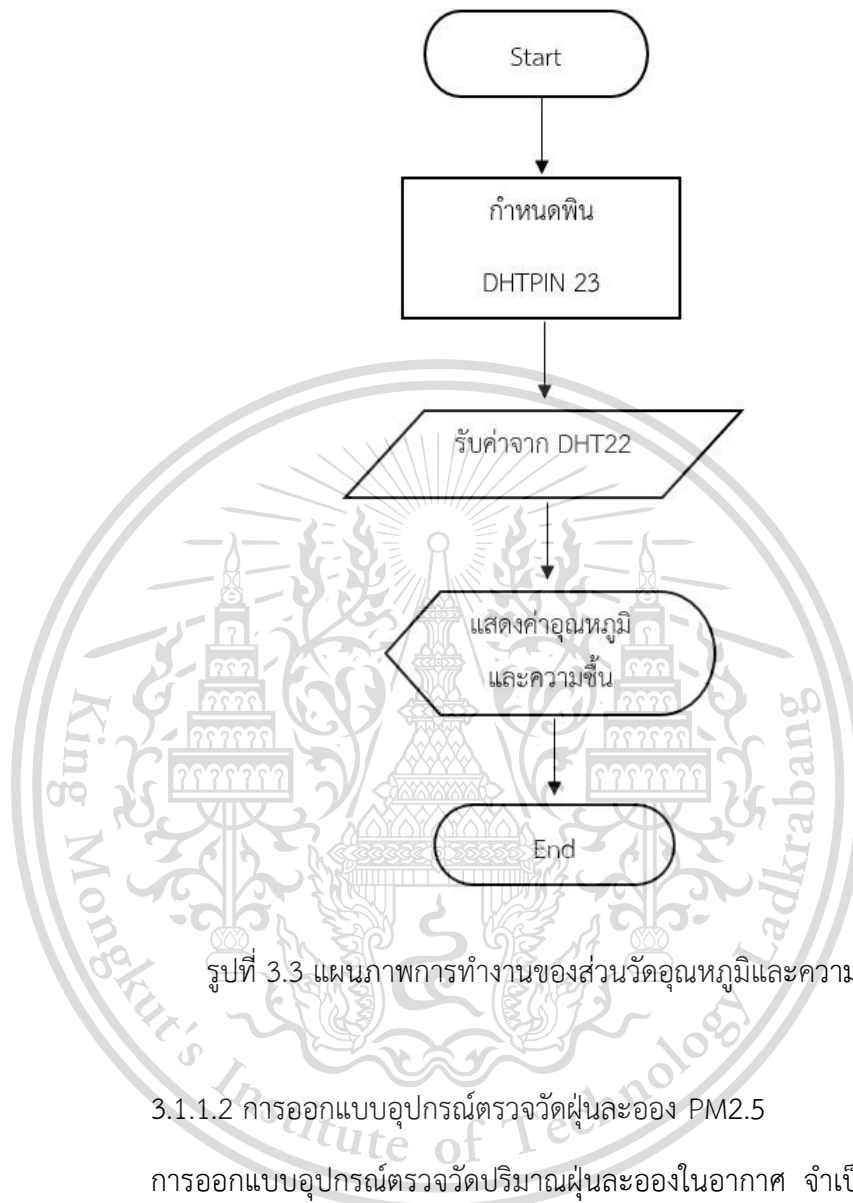 Start
กำหนดพิน
DHTPIN 23
รับค่าจาก DHT22
แสดงค่าอุณหภูมิ
และความชื้น
End
รูปที่ 3.3 แผนภาพการทำงานของส่วนวัดอุณหภูมิและความ
3.1.1.2 การออกแบบอุปกรณ์ตรวจวัดฝุ่นละออง PM2.5
การออกแบบอุปกรณ์ตรวจวัดปริมาณฝุ่นละอองในอากาศ จำเป็
King Mongkut's Institute of Technology Ladkrabang